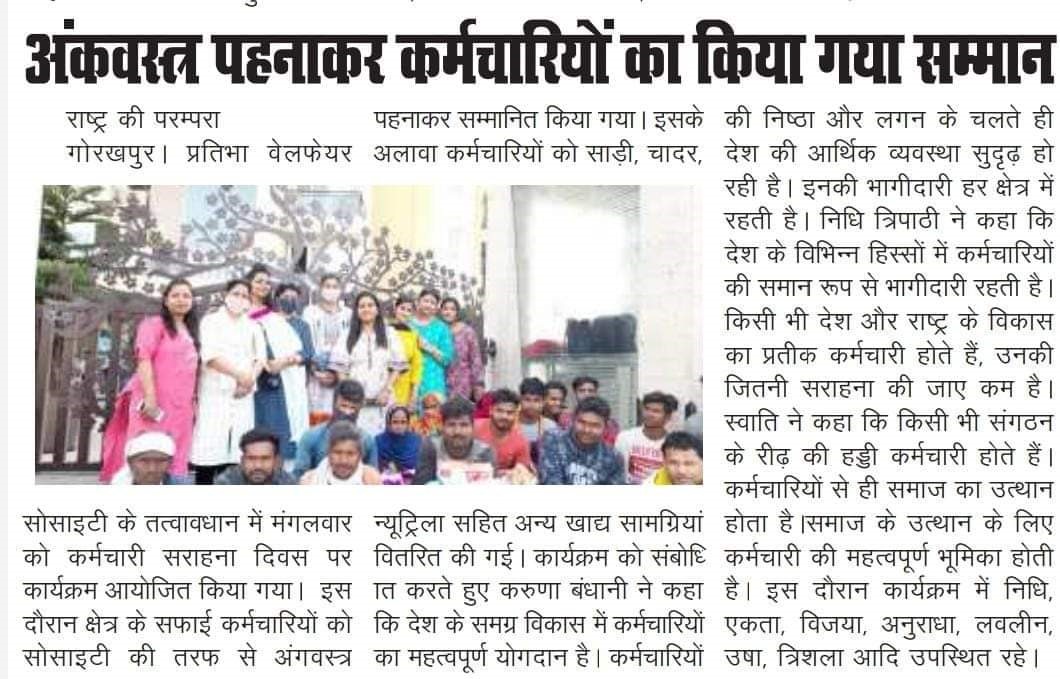 अंकवस्त्र पहनाकर कर्मचारियों का किया गया सम्मान
राष्ट्र की परम्परा
गोरखपुर। प्रतिभा वेलफेयर
सोसाइटी के तत्वावधान में मंगलवार
को कर्मचारी सराहना दिवस पर
कार्यक्रम आयोजित किया गया। इस
दौरान क्षेत्र के सफाई कर्मचारियों को
सोसाइटी की तरफ से अंगवस्त्र
पहनाकर सम्मानित किया गया। इसके
अलावा कर्मचारियों को साड़ी, चादर,
न्यूट्रिला सहित अन्य खाद्य सामग्रियां
वितरित की गई। कार्यक्रम को संबोधि
ात करते हुए करुणा बंधानी ने कहा
कि देश के समग्र विकास में कर्मचारियों
का महत्वपूर्ण योगदान है। कर्मचारियों
की निष्ठा और लगन के चलते ही
देश की आर्थिक व्यवस्था सुदृढ़ हो
रही है। इनकी भागीदारी हर क्षेत्र में
रहती है। निधि त्रिपाठी ने कहा कि
देश के विभिन्न हिस्सों में कर्मचारियों
की समान रूप से भागीदारी रहती है।
किसी भी देश और राष्ट्र के विकास
का प्रतीक कर्मचारी होते हैं, उनकी
जितनी सराहना की जाए कम है।
स्वाति ने कहा कि किसी भी संगठन
के रीढ़ की हड्डी कर्मचारी होते हैं।
कर्मचारियों से ही समाज का उत्थान
होता है।समाज के उत्थान के लिए
कर्मचारी की महत्वपूर्ण भूमिका होती
है। इस दौरान कार्यक्रम में निधि,
एकता, विजया, अनुराधा, लवलीन,
उषा, त्रिशला आदि उपस्थित रहे।